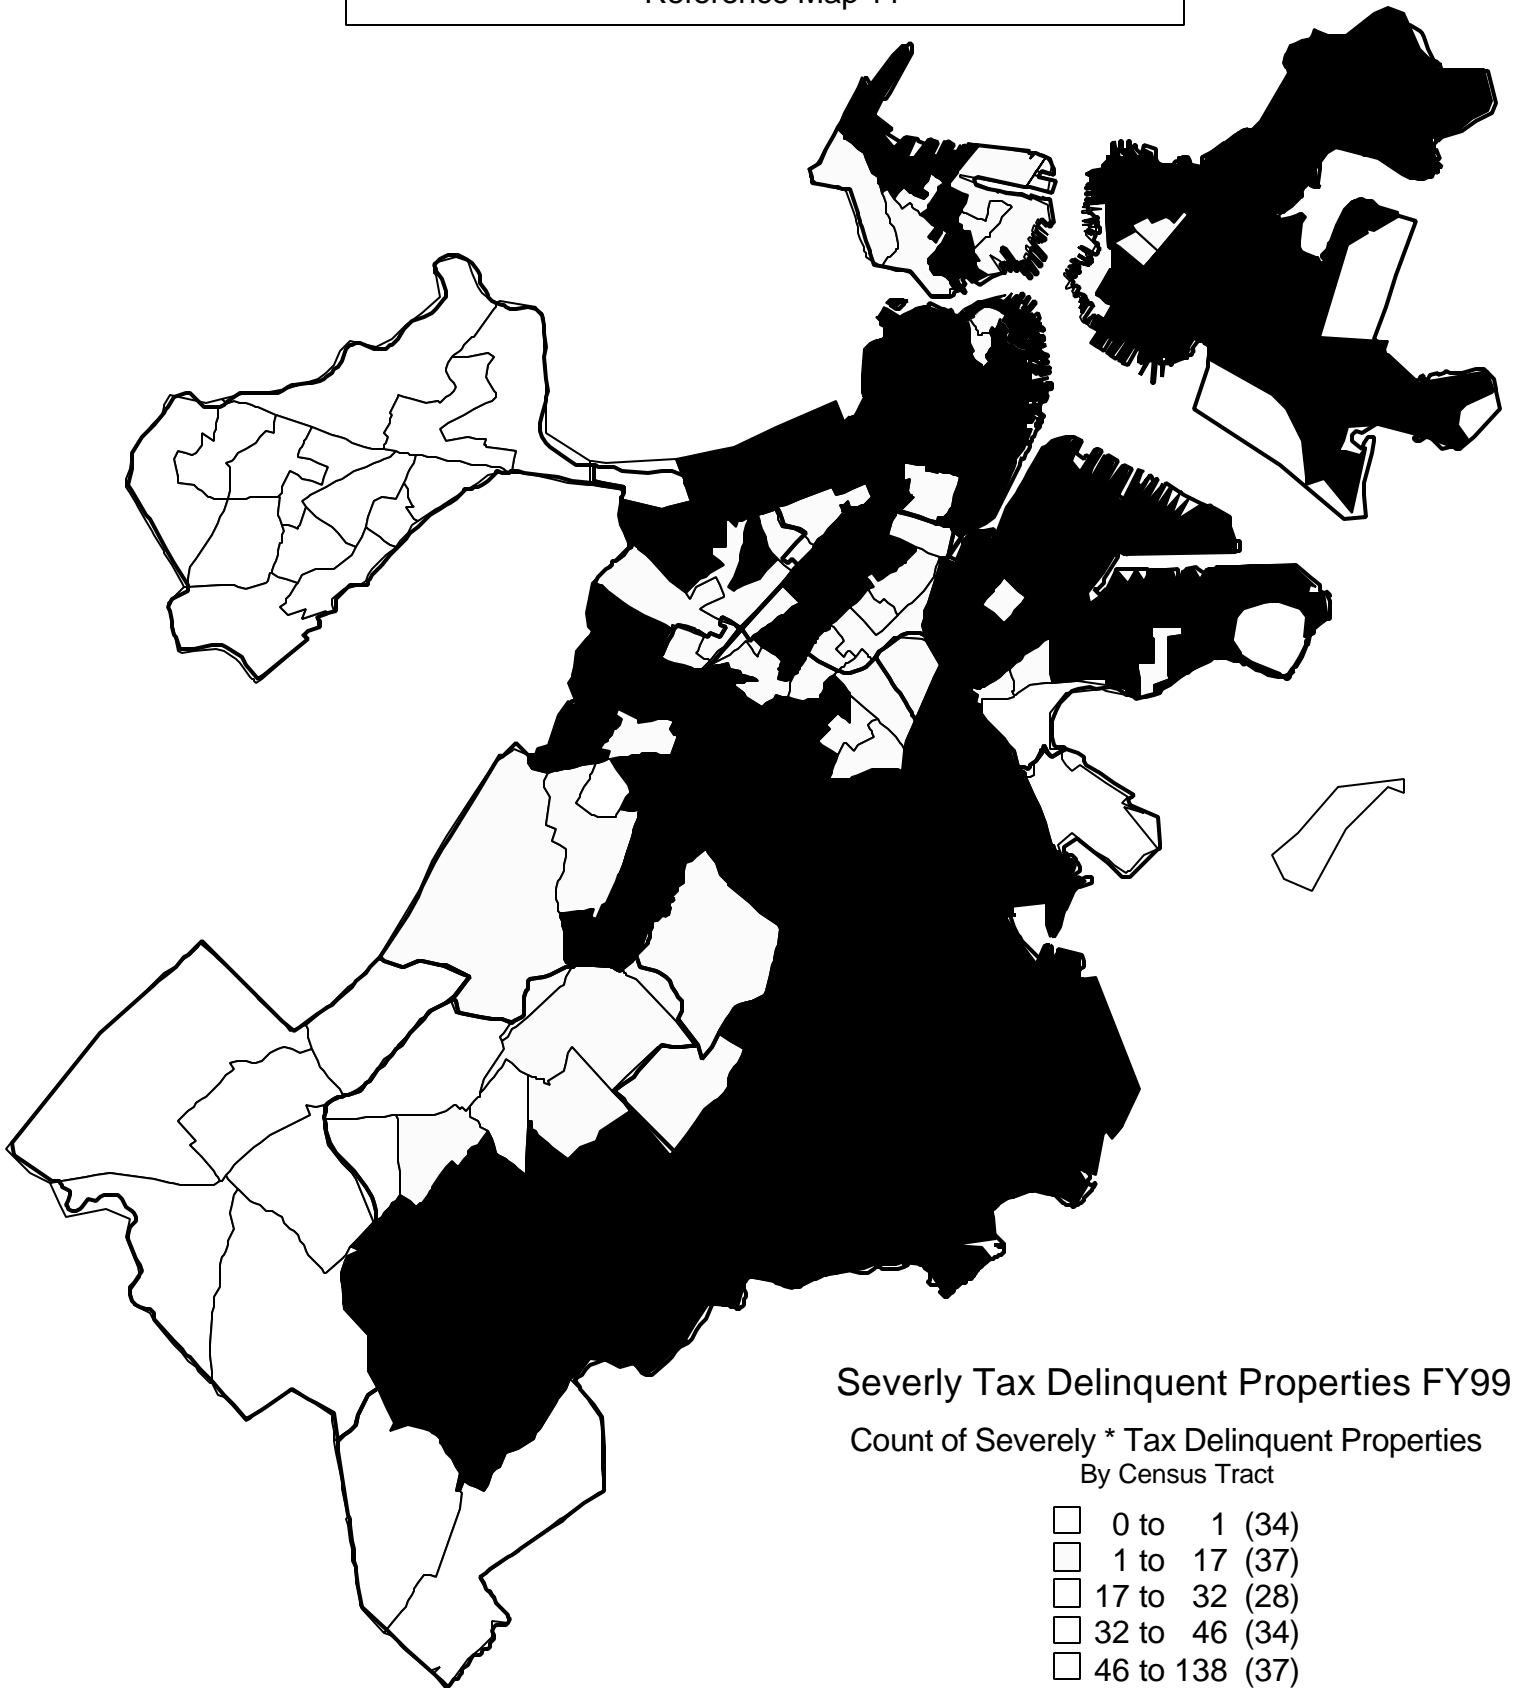 Reference Map 44
Severly Tax Delinquent Properties FY99
Count of Severely * Tax Delinquent Properties
By Census Tract
0 to 1 (34)
1 to 17 (37)
17 to 32 (28)
32 to 46 (34)
46 to 138 (37)